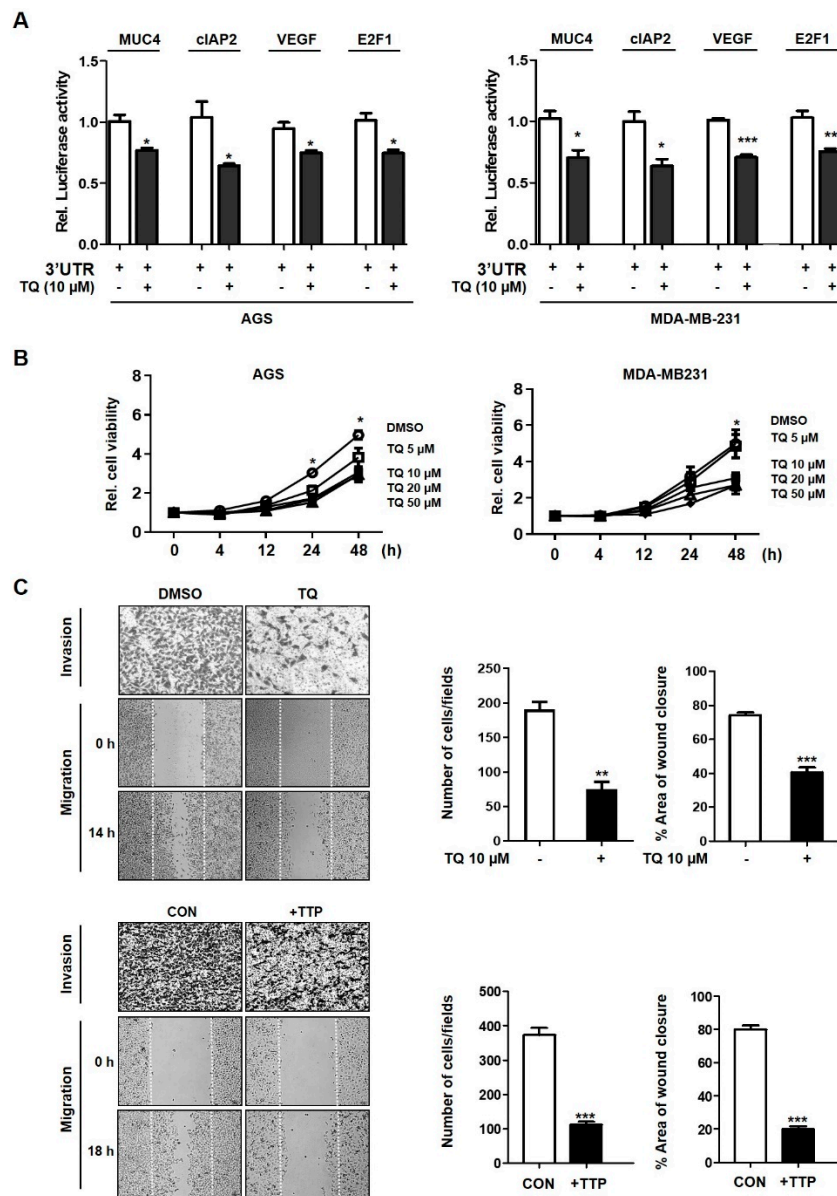 A
MUC4 cIAP2 VEGF E2F1
Rel. Luciferase activity
1.5
1.0
0.5
0.0
* * * *
3'UTR + + + + + + + +
TQ (10 µM) - + - + - + - +
AGS
MUC4 cIAP2 VEGF E2F1
Rel. Luciferase activity
1.5
1.0
0.5
0.0
* * *** **
3'UTR + + + + + + + +
TQ (10 µM) - + - + - + - +
MDA-MB-231
B
AGS
Rel. cell viability
8
6
4
2
0
* *
DMSO
TQ 5 µM
TQ 10 µM
TQ 20 µM
TQ 50 µM
0 4 12 24 48 (h)
MDA-MB231
Rel. cell viability
8
6
4
2
0
*
DMSO
TQ 5 µM
TQ 10 µM
TQ 20 µM
TQ 50 µM
0 4 12 24 48 (h)
C
DMSO TQ
Invasion
Migration
0 h
14 h
Number of cells/fields
250
200
150
100
50
0
**
TQ 10 µM - +
% Area of wound closure
100
80
60
40
20
0
***
TQ 10 µM - +
CON +TTP
Invasion
Migration
0 h
18 h
Number of cells/fields
500
400
300
200
100
0
***
CON +TTP
% Area of wound closure
100
80
60
40
20
0
***
CON +TTP